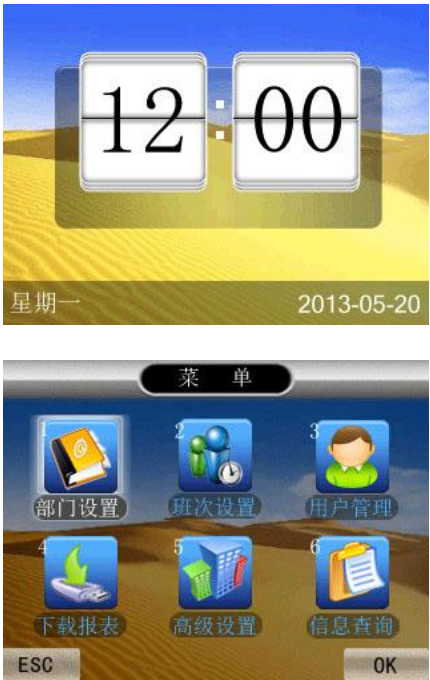 12:00
星期一 2013-05-20
菜 单
1 2 3
部门设置 班次设置 用户管理
4 5 6
下载报表 高级设置 信息查询
ESC OK